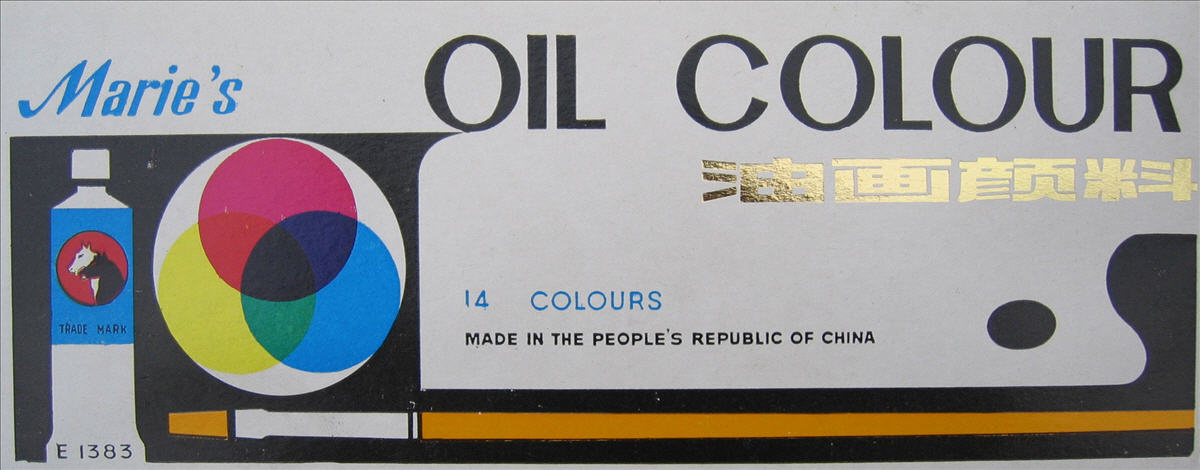 Marie's
OIL COLOUR
油画颜料
14 COLOURS
MADE IN THE PEOPLE'S REPUBLIC OF CHINA
TRADE MARK
E 1383